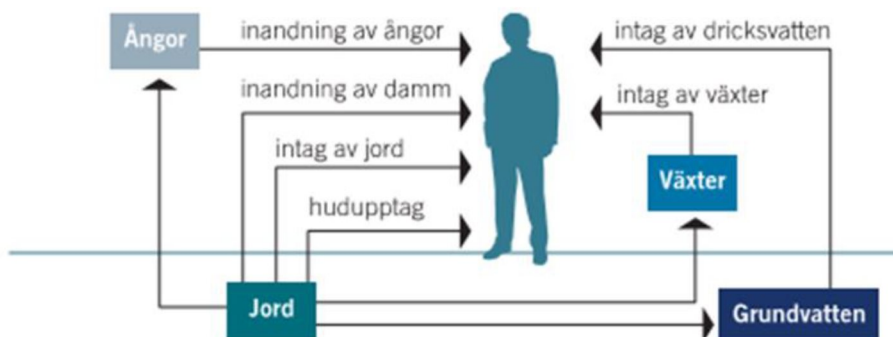 Ångor
inandning av ångor
intag av dricksvatten
inandning av damm
intag av växter
intag av jord
Växter
hudupptag
Jord
Grundvatten